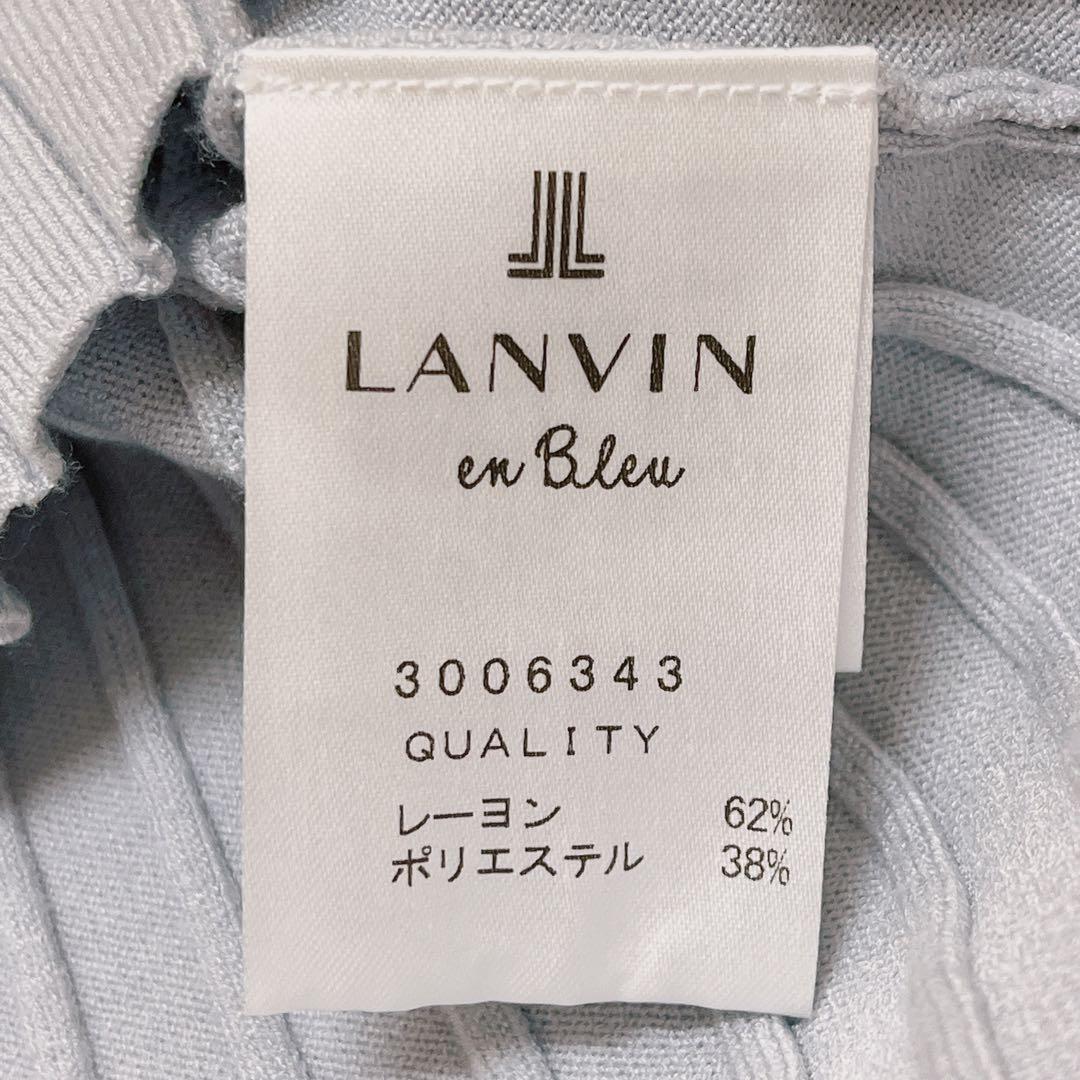 LANVIN
en Bleu
3006343
QUALITY
レーヨン 62%
ポリエステル 38%